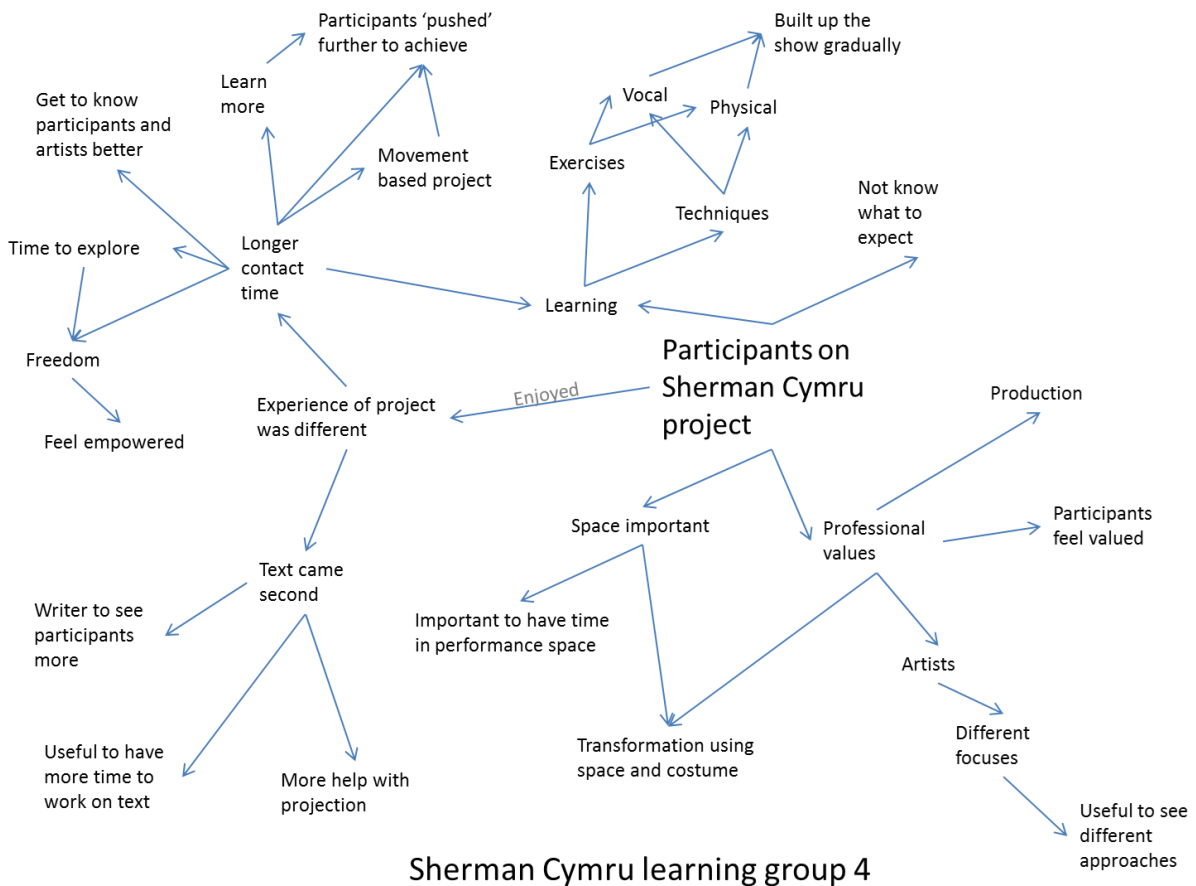 Participants ‘pushed’
further to achieve
Built up the
show gradually
Learn
more
Vocal
Physical
Get to know
participants and
artists better
Movement
based project
Exercises
Not know
what to
expect
Techniques
Time to explore
Longer
contact
time
Learning
Freedom
Participants on
Sherman Cymru
project
Enjoyed
Experience of project
was different
Production
Feel empowered
Space important
Professional
values
Participants
feel valued
Text came
second
Writer to see
participants
more
Important to have time
in performance space
Artists
Useful to have
more time to
work on text
More help with
projection
Transformation using
space and costume
Different
focuses
Useful to see
different
approaches
Sherman Cymru learning group 4